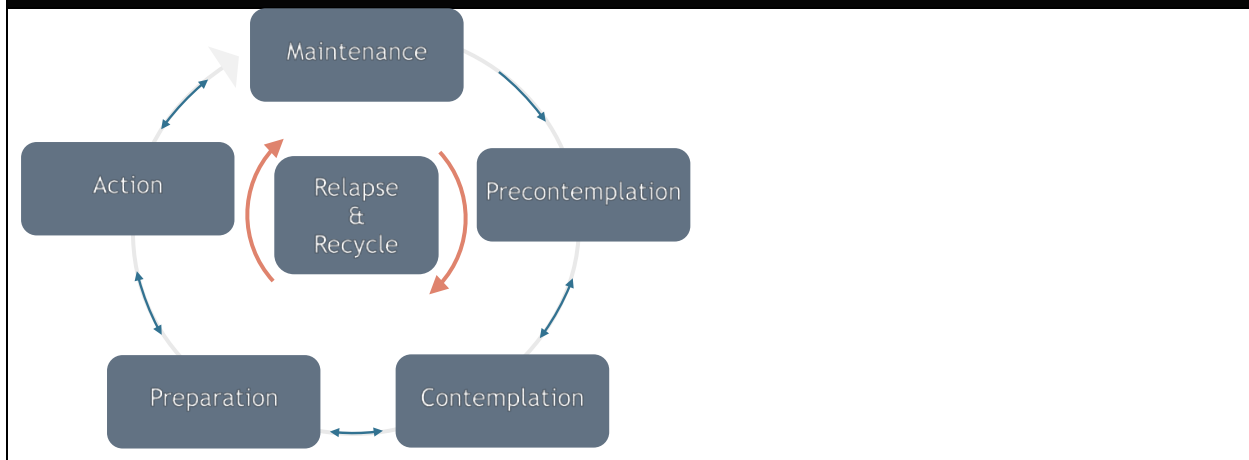 Maintenance
Action
Relapse
&
Recycle
Precontemplation
Preparation
Contemplation